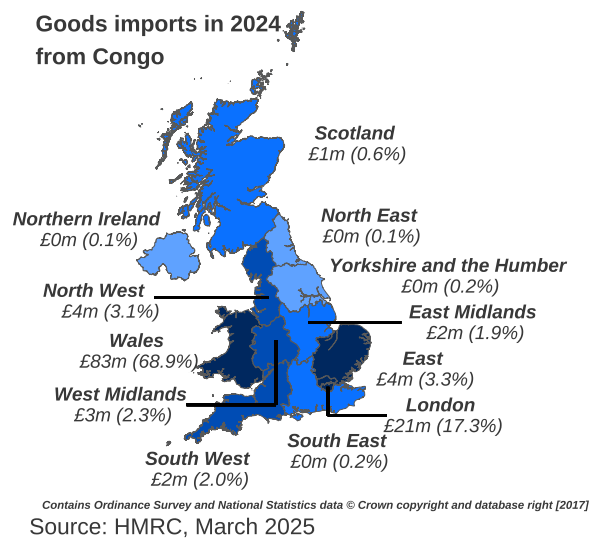 Goods imports in 2024
from Congo
Scotland
£1m (0.6%)
Northern Ireland
£0m (0.1%)
North East
£0m (0.1%)
Yorkshire and the Humber
£0m (0.2%)
North West
£4m (3.1%)
East Midlands
£2m (1.9%)
Wales
£83m (68.9%)
East
£4m (3.3%)
West Midlands
£3m (2.3%)
London
£21m (17.3%)
South East
£0m (0.2%)
South West
£2m (2.0%)
Contains Ordinance Survey and National Statistics data © Crown copyright and database right [2017]
Source: HMRC, March 2025